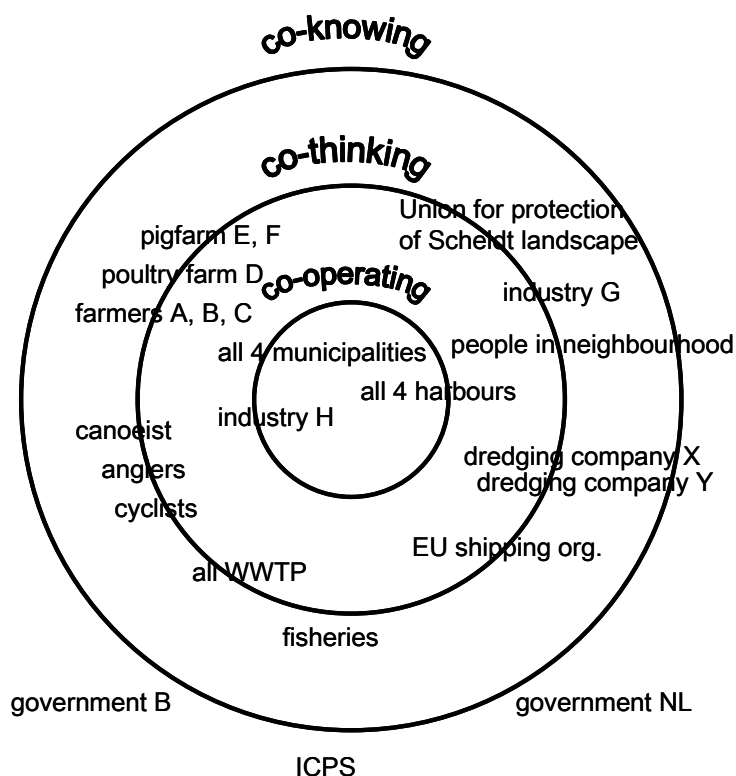 co-knowing
co-thinking
Union for protection
of Scheldt landscape
pigfarm E, F
poultry farm D
co-operating
industry G
farmers A, B, C
people in neighbourhood
all 4 municipalities
all 4 harbours
industry H
canoeist
dredging company X
anglers
dredging company Y
cyclists
EU shipping org.
all WWTP
fisheries
government B
government NL
ICPS